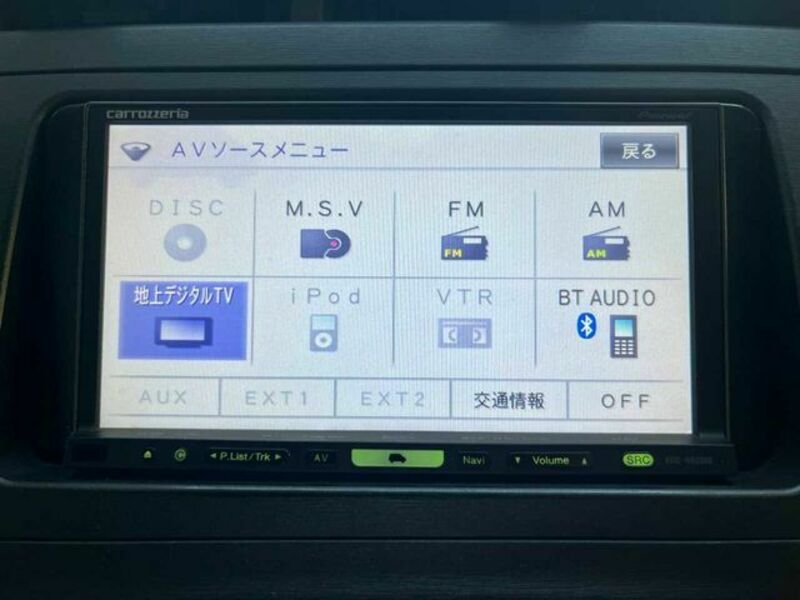 carrozzeria Pioneer
AVソースメニュー 戻る
DISC M.S.V FM AM
FM AM
地上デジタルTV iPod VTR BT AUDIO
AUX EXT1 EXT2 交通情報 OFF
◄ P.List/Trk ► AV Navi ▼ Volume ▲ SRC